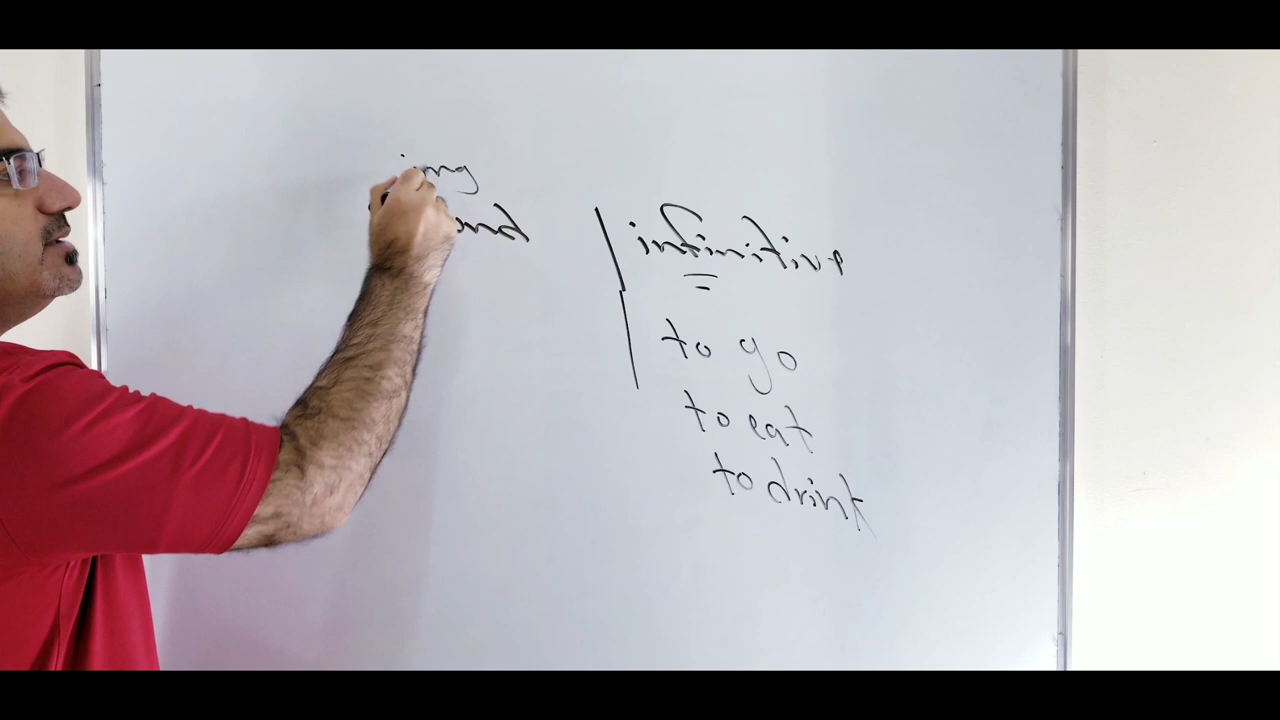 ing
infinitive
to go
to eat
to drink